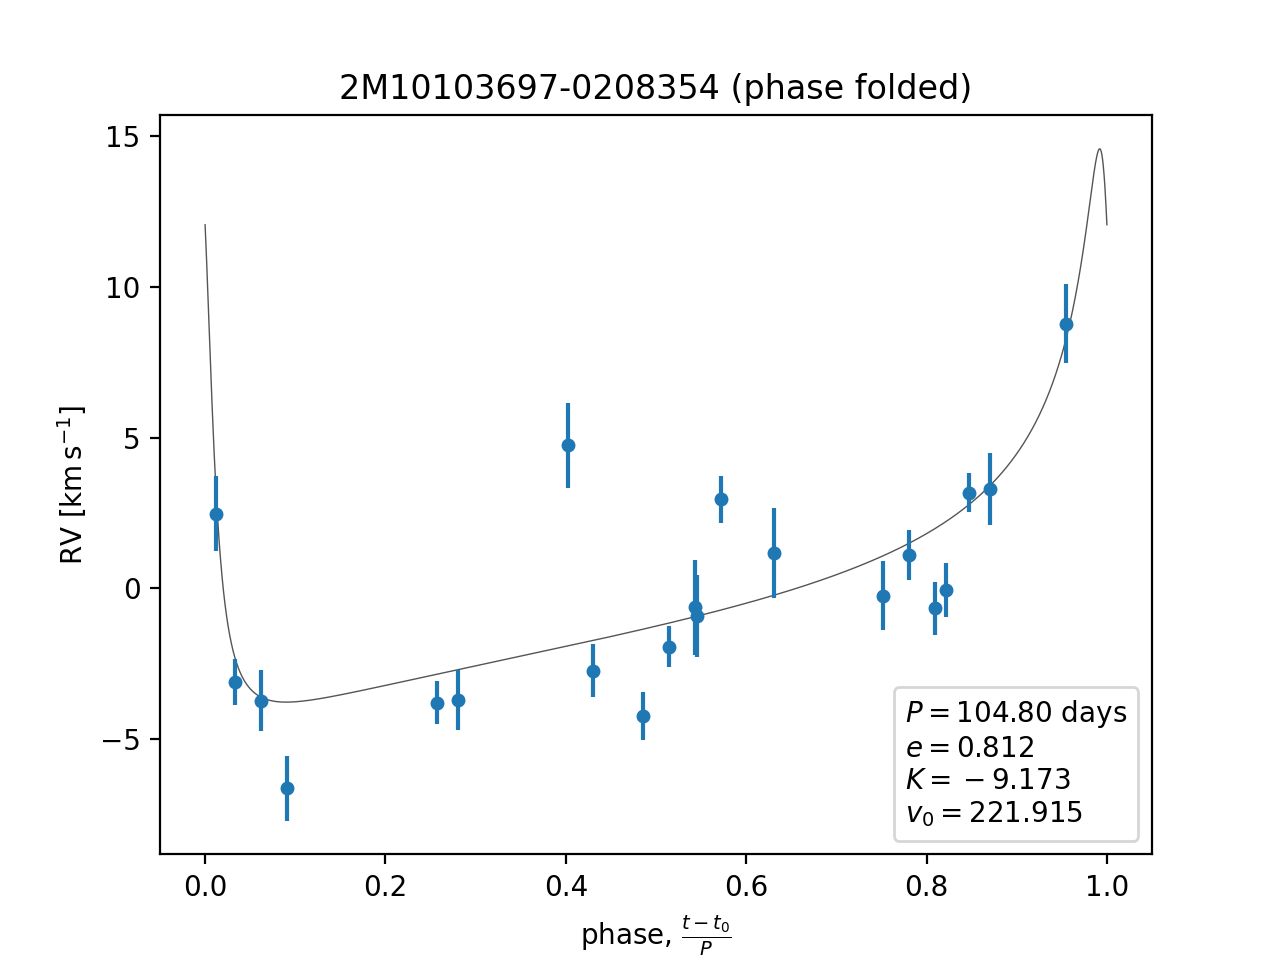 2M10103697-0208354 (phase folded)
15
10
5
0
−5
RV [km s⁻¹]
0.0 0.2 0.4 0.6 0.8 1.0
phase, (t − t₀)/P
P = 104.80 days
e = 0.812
K = −9.173
v₀ = 221.915